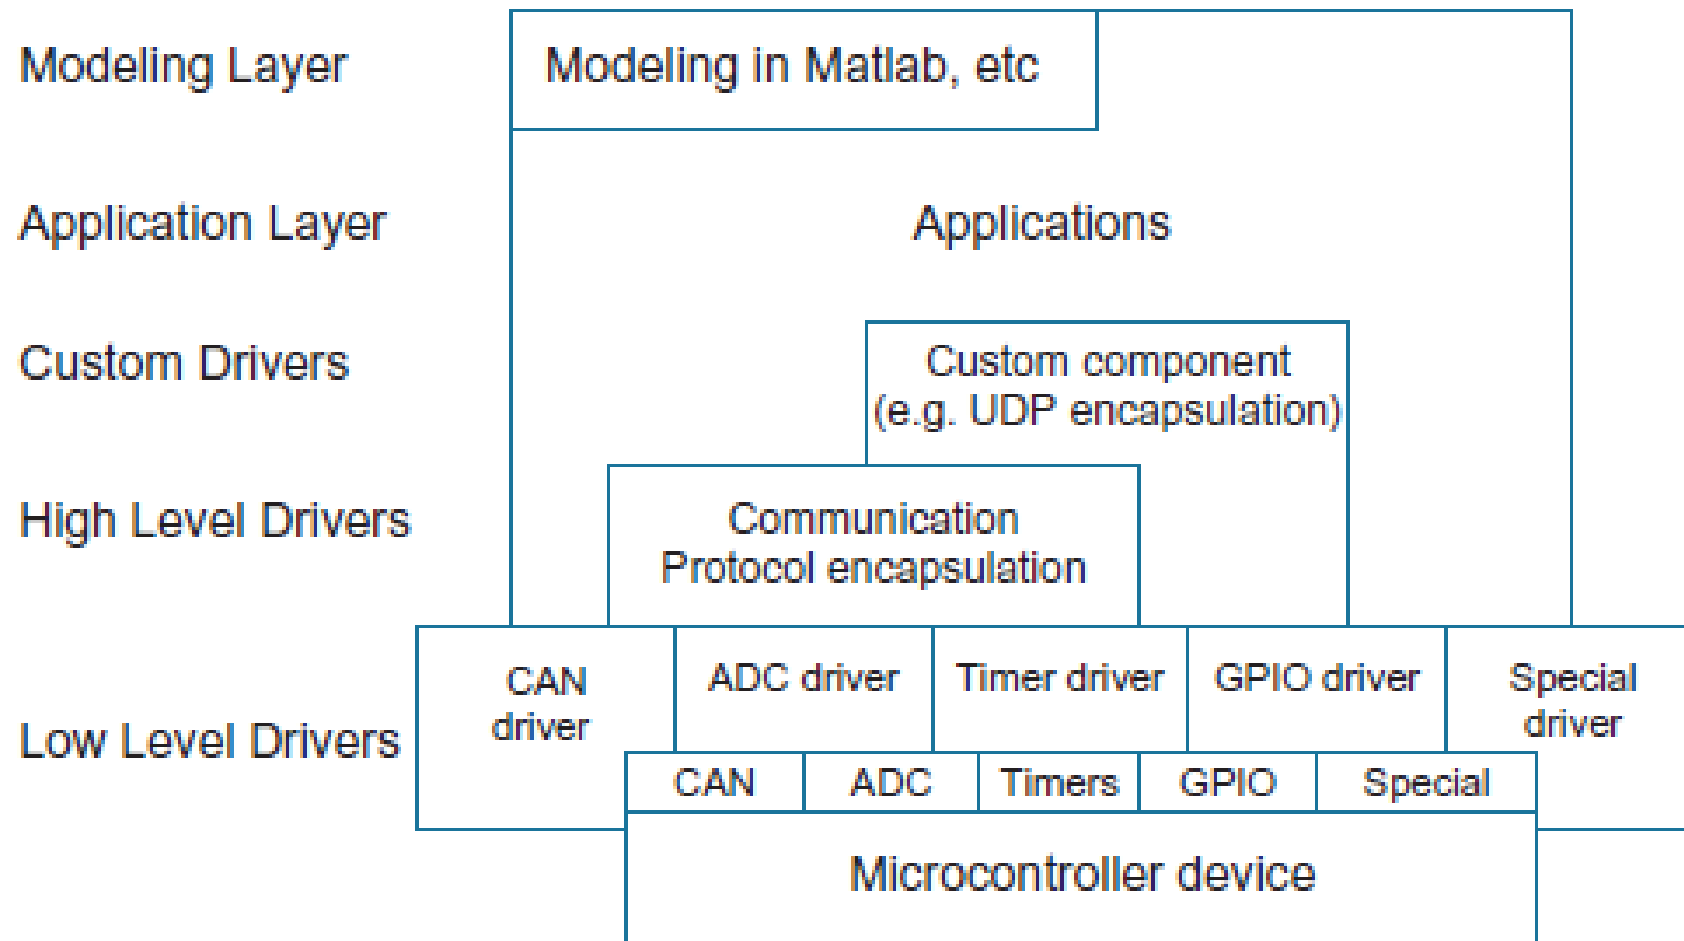 Modeling Layer
Modeling in Matlab, etc
Application Layer
Applications
Custom Drivers
Custom component
(e.g. UDP encapsulation)
High Level Drivers
Communication
Protocol encapsulation
Low Level Drivers
CAN
driver
ADC driver
Timer driver
GPIO driver
Special
driver
CAN
ADC
Timers
GPIO
Special
Microcontroller device